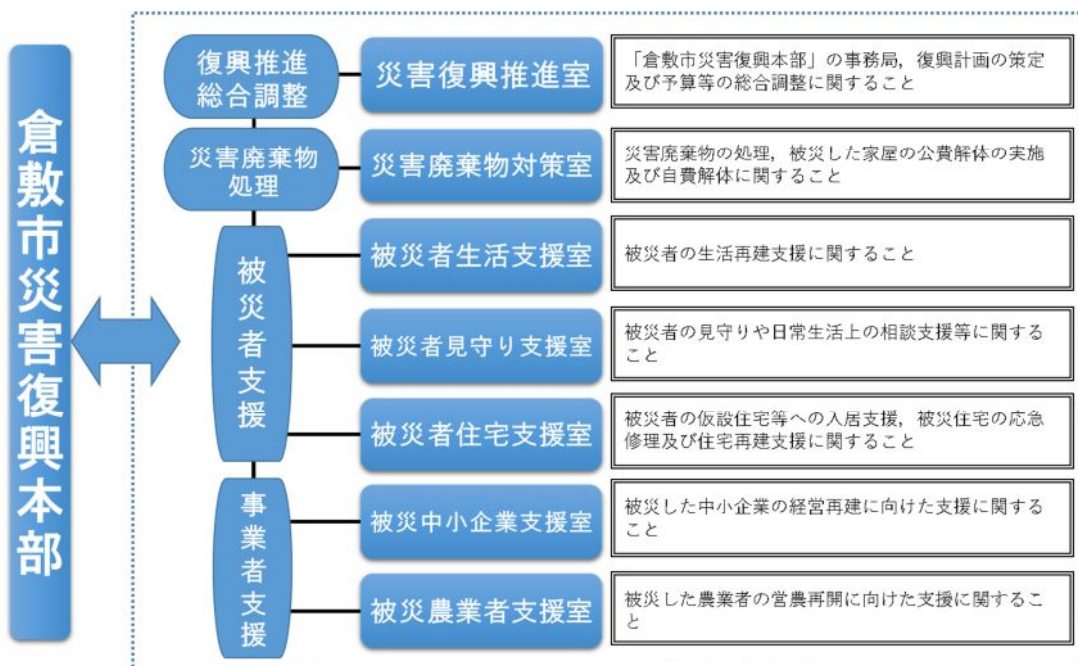 倉敷市災害復興本部
復興推進
総合調整
災害復興推進室
「倉敷市災害復興本部」の事務局，復興計画の策定
及び予算等の総合調整に関すること
災害廃棄物
処理
災害廃棄物対策室
災害廃棄物の処理，被災した家屋の公費解体の実施
及び自費解体に関すること
被災者支援
被災者生活支援室
被災者の生活再建支援に関すること
被災者見守り支援室
被災者の見守りや日常生活上の相談支援等に関する
こと
被災者住宅支援室
被災者の仮設住宅等への入居支援，被災住宅の応急
修理及び住宅再建支援に関すること
事業者支援
被災中小企業支援室
被災した中小企業の経営再建に向けた支援に関する
こと
被災農業者支援室
被災した農業者の営農再開に向けた支援に関するこ
と